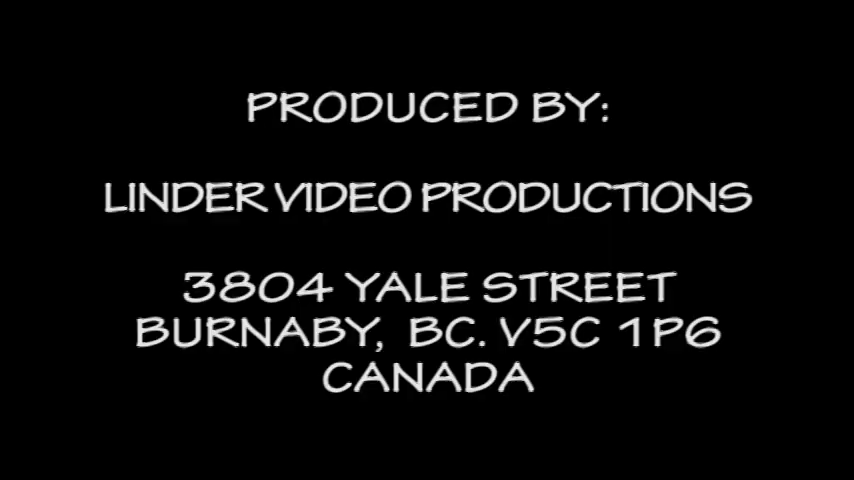 PRODUCED BY:
LINDER VIDEO PRODUCTIONS
3804 YALE STREET
BURNABY, BC. V5C 1P6
CANADA